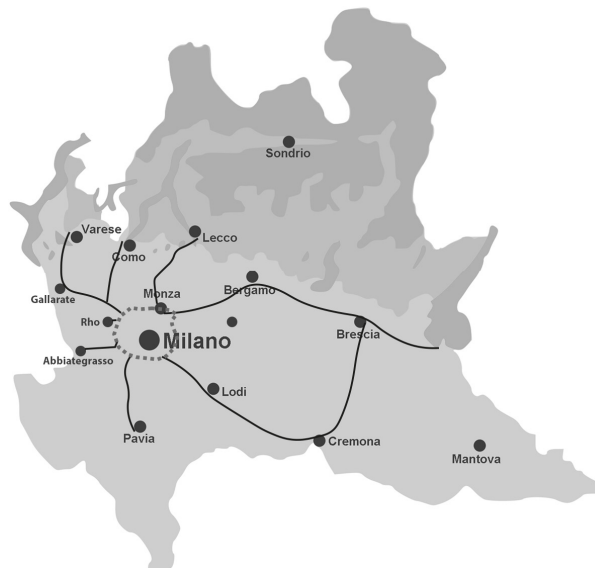 Sondrio
Varese
Lecco
Como
Gallarate
Monza
Bergamo
Rho
Milano
Brescia
Abbiategrasso
Lodi
Pavia
Cremona
Mantova